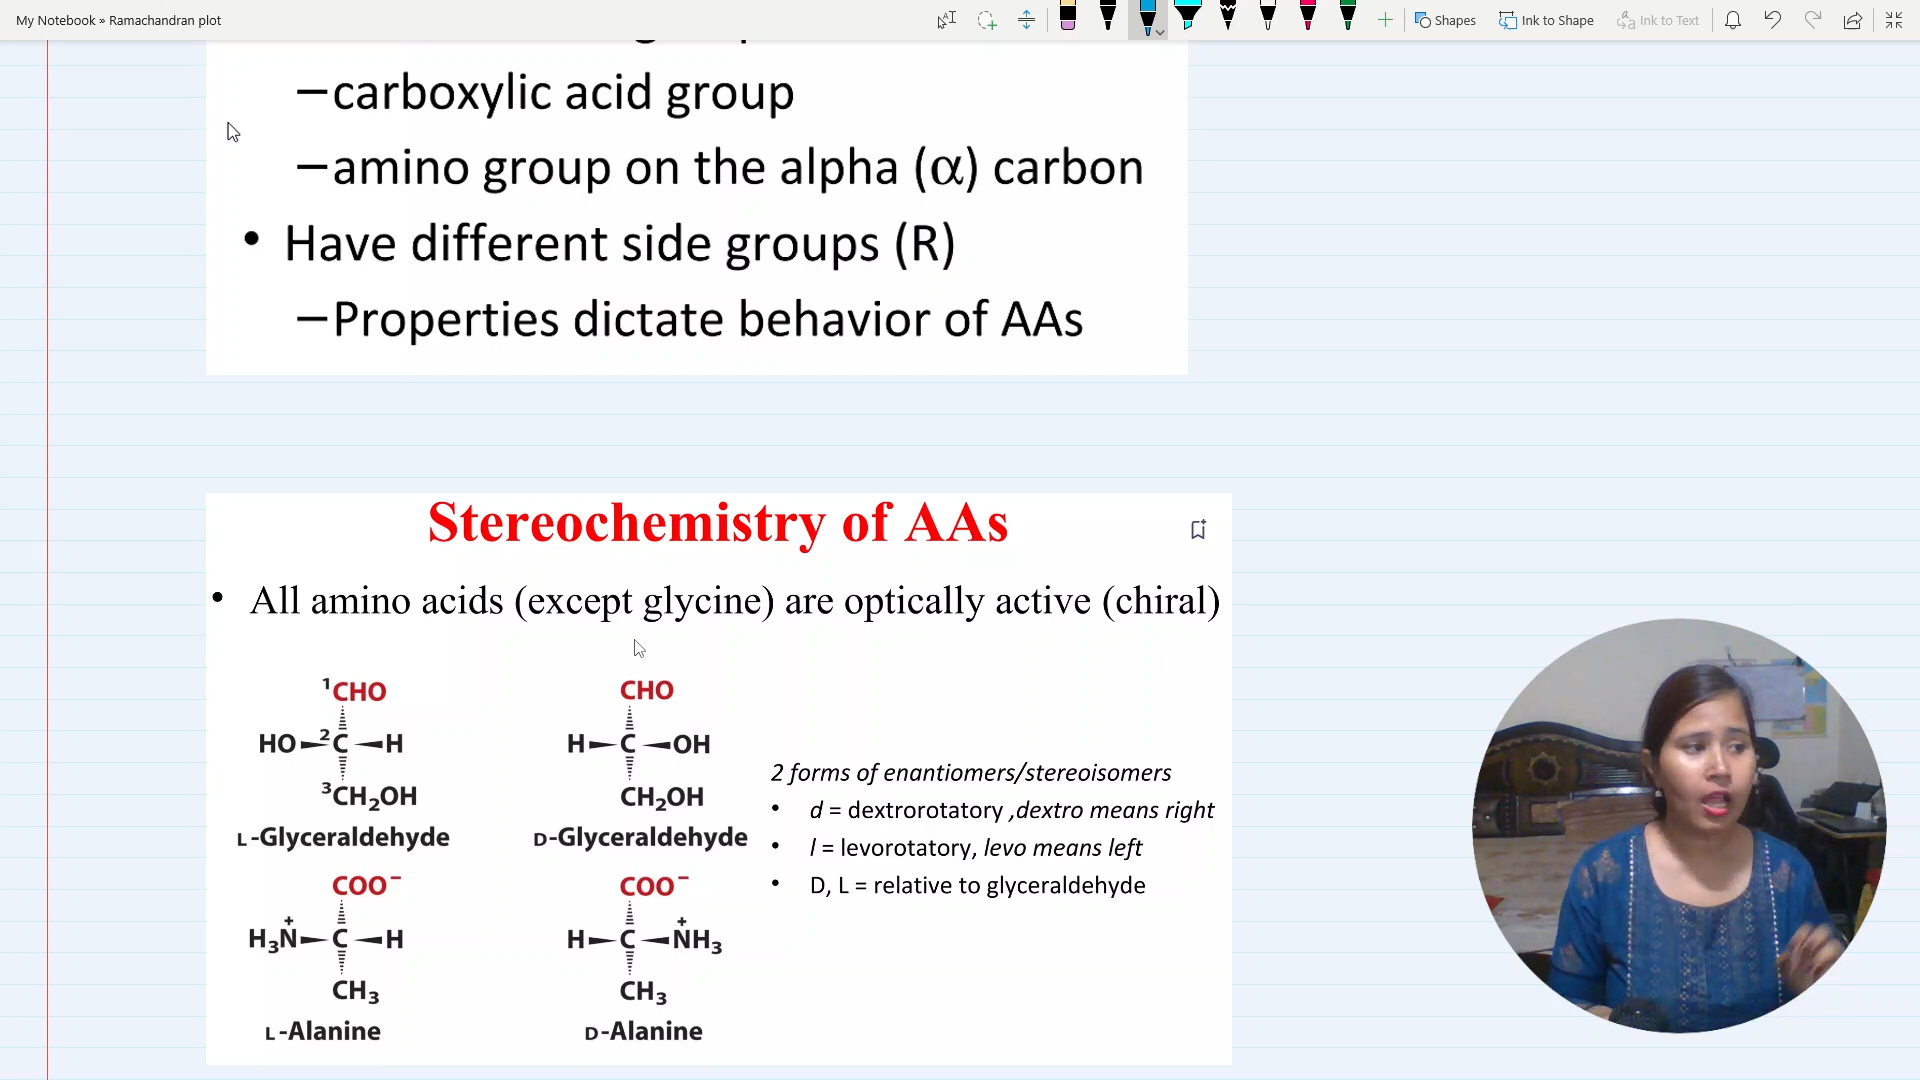 My Notebook » Ramachandran plot
Shapes
Ink to Shape
Ink to Text
–carboxylic acid group
–amino group on the alpha (α) carbon
• Have different side groups (R)
–Properties dictate behavior of AAs
Stereochemistry of AAs
• All amino acids (except glycine) are optically active (chiral)
¹CHO
HO ²C H
³CH₂OH
L-Glyceraldehyde
CHO
H C OH
CH₂OH
D-Glyceraldehyde
COO⁻
H₃N⁺ C H
CH₃
L-Alanine
COO⁻
H C N⁺H₃
CH₃
D-Alanine
2 forms of enantiomers/stereoisomers
• d = dextrorotatory ,dextro means right
• l = levorotatory, levo means left
• D, L = relative to glyceraldehyde